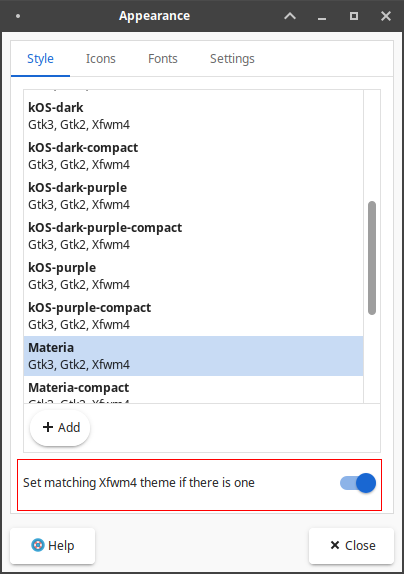 Appearance
Style Icons Fonts Settings
kOS-dark
Gtk3, Gtk2, Xfwm4
kOS-dark-compact
Gtk3, Gtk2, Xfwm4
kOS-dark-purple
Gtk3, Gtk2, Xfwm4
kOS-dark-purple-compact
Gtk3, Gtk2, Xfwm4
kOS-purple
Gtk3, Gtk2, Xfwm4
kOS-purple-compact
Gtk3, Gtk2, Xfwm4
Materia
Gtk3, Gtk2, Xfwm4
Materia-compact
Gtk3, Gtk2, Xfwm4
Add
Set matching Xfwm4 theme if there is one
Help Close